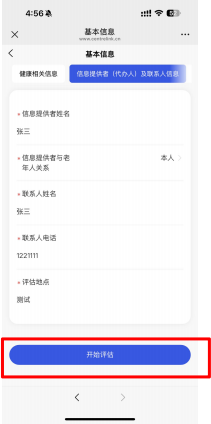 4:56
基本信息
www.centrelink.cn
基本信息
健康相关信息
信息提供者（代办人）及联系人信息
* 信息提供者姓名
张三
* 信息提供者与老年人关系
本人
* 联系人姓名
张三
* 联系人电话
1221111
* 评估地点
测试
开始评估